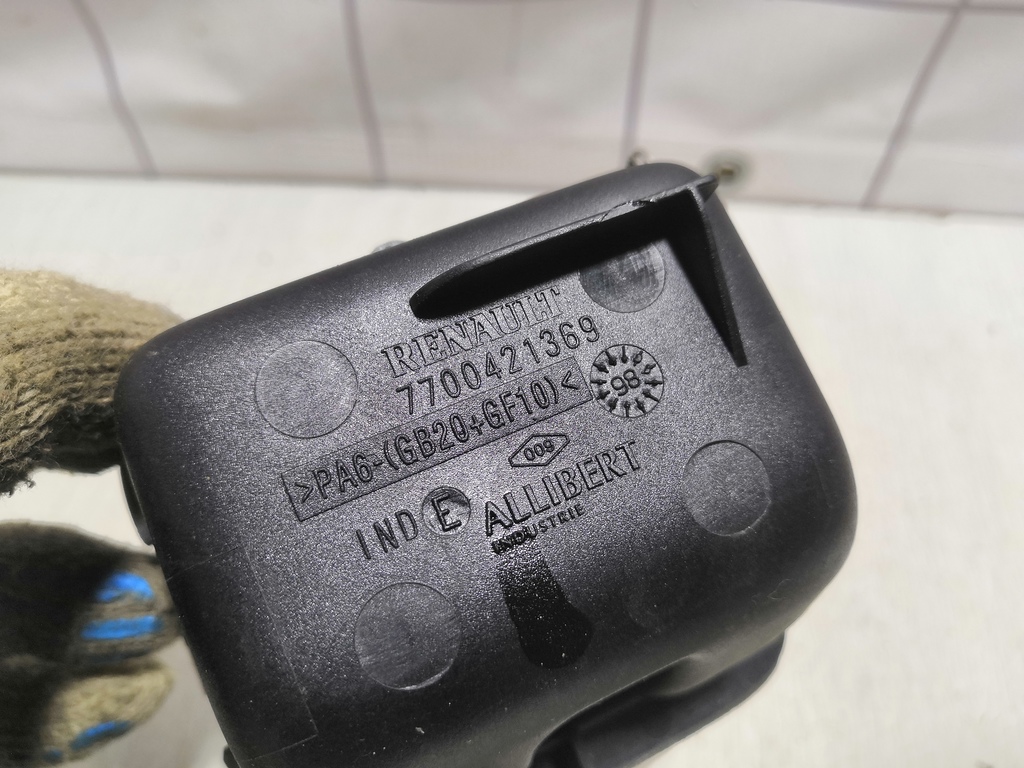 RENAULT
7700421369
>PA6-(GB20+GF10)<
98
009
IND E
ALLIBERT
INDUSTRIE